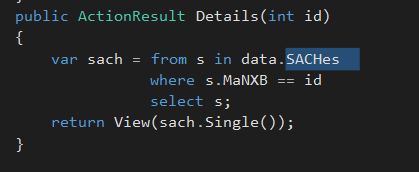 public ActionResult Details(int id)
{
var sach = from s in data.SACHes
where s.MaNXB == id
select s;
return View(sach.Single());
}